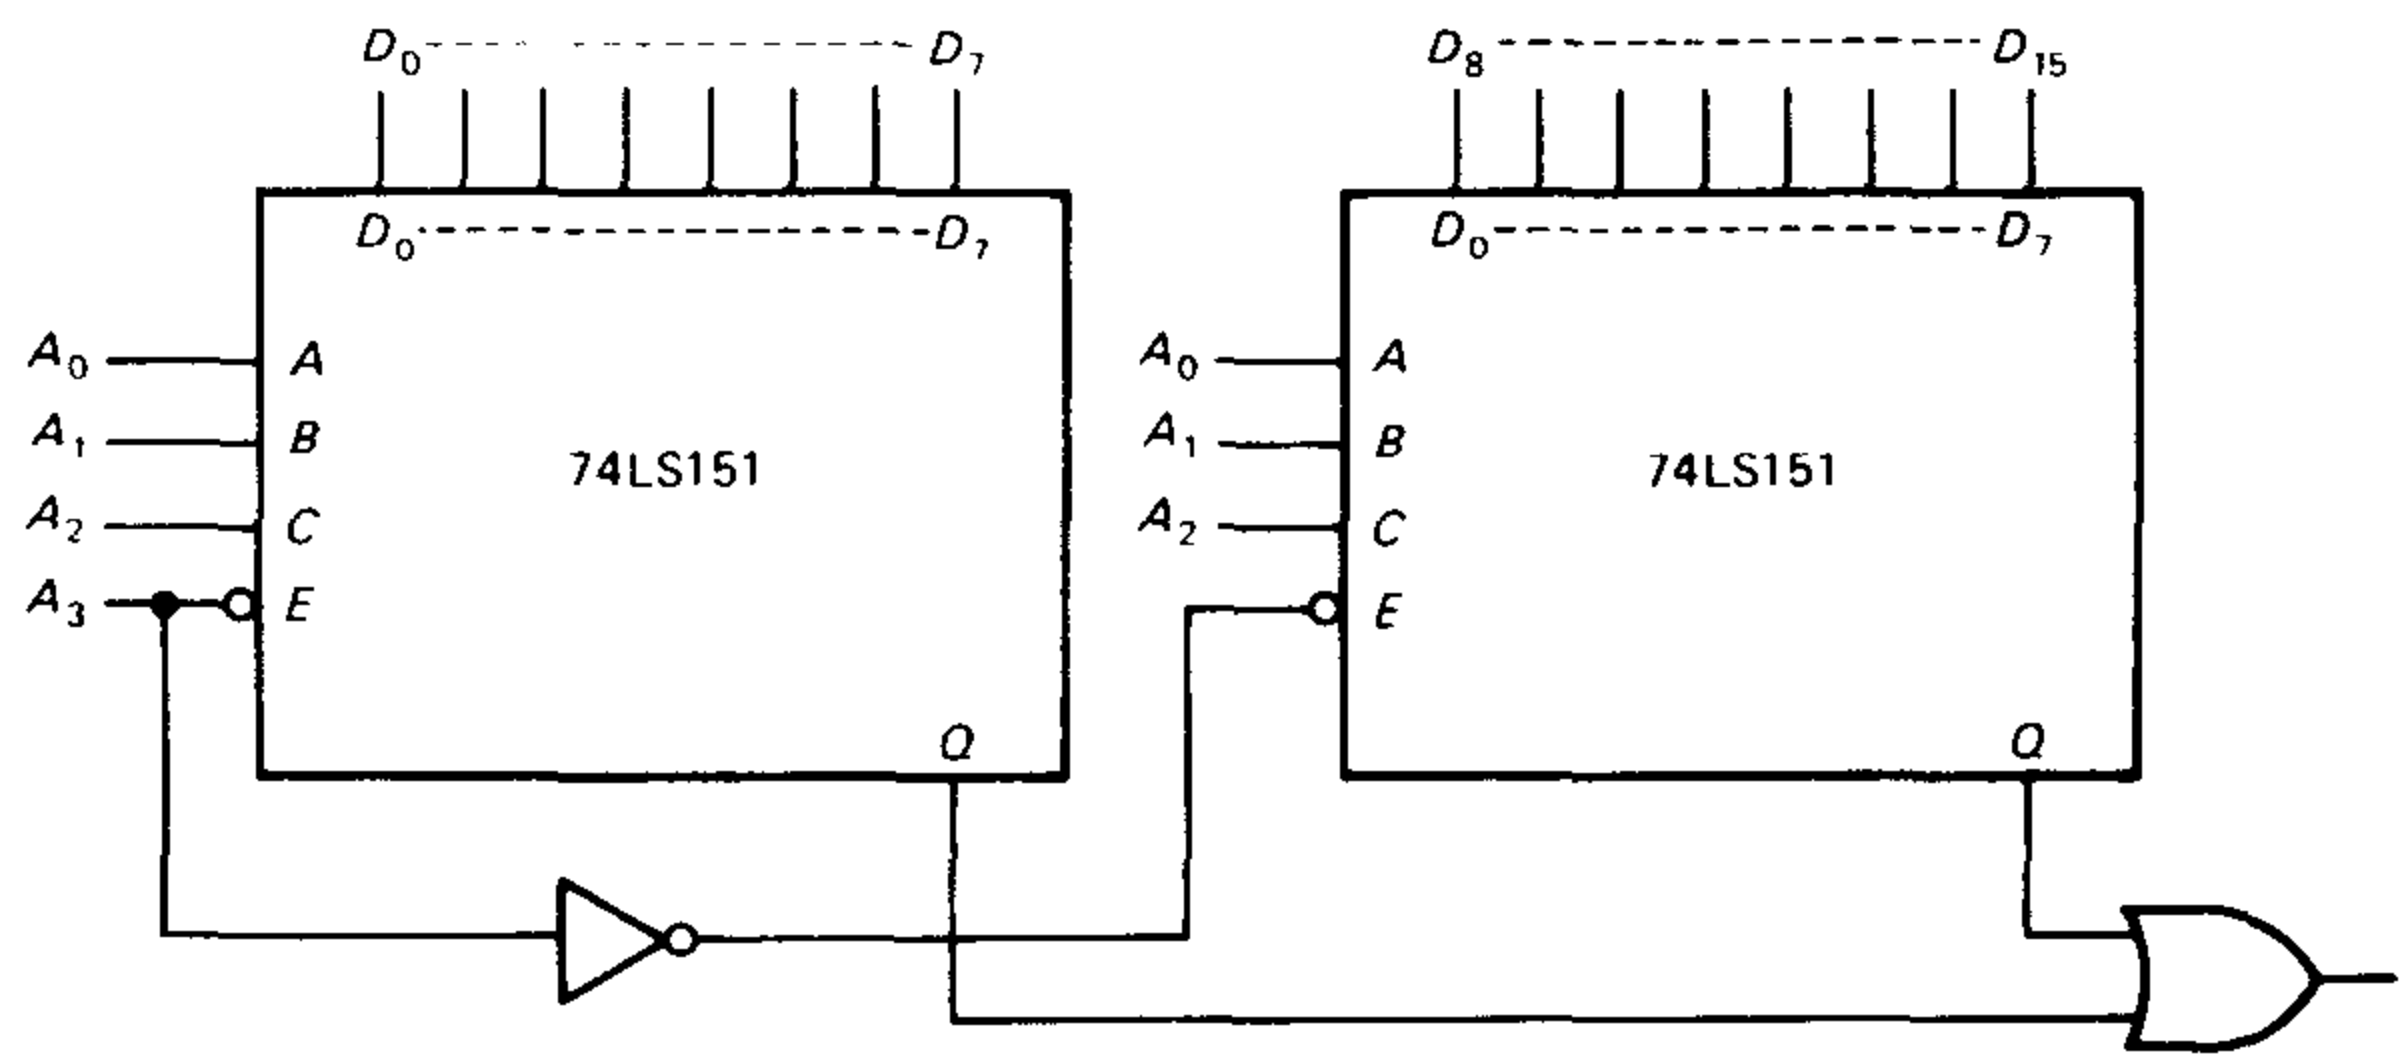 D0 D7 D8 D15
D0 D7 D0 D7
A0 A A0 A
A1 B A1 B
74LS151 74LS151
A2 C A2 C
A3 E E
Q Q